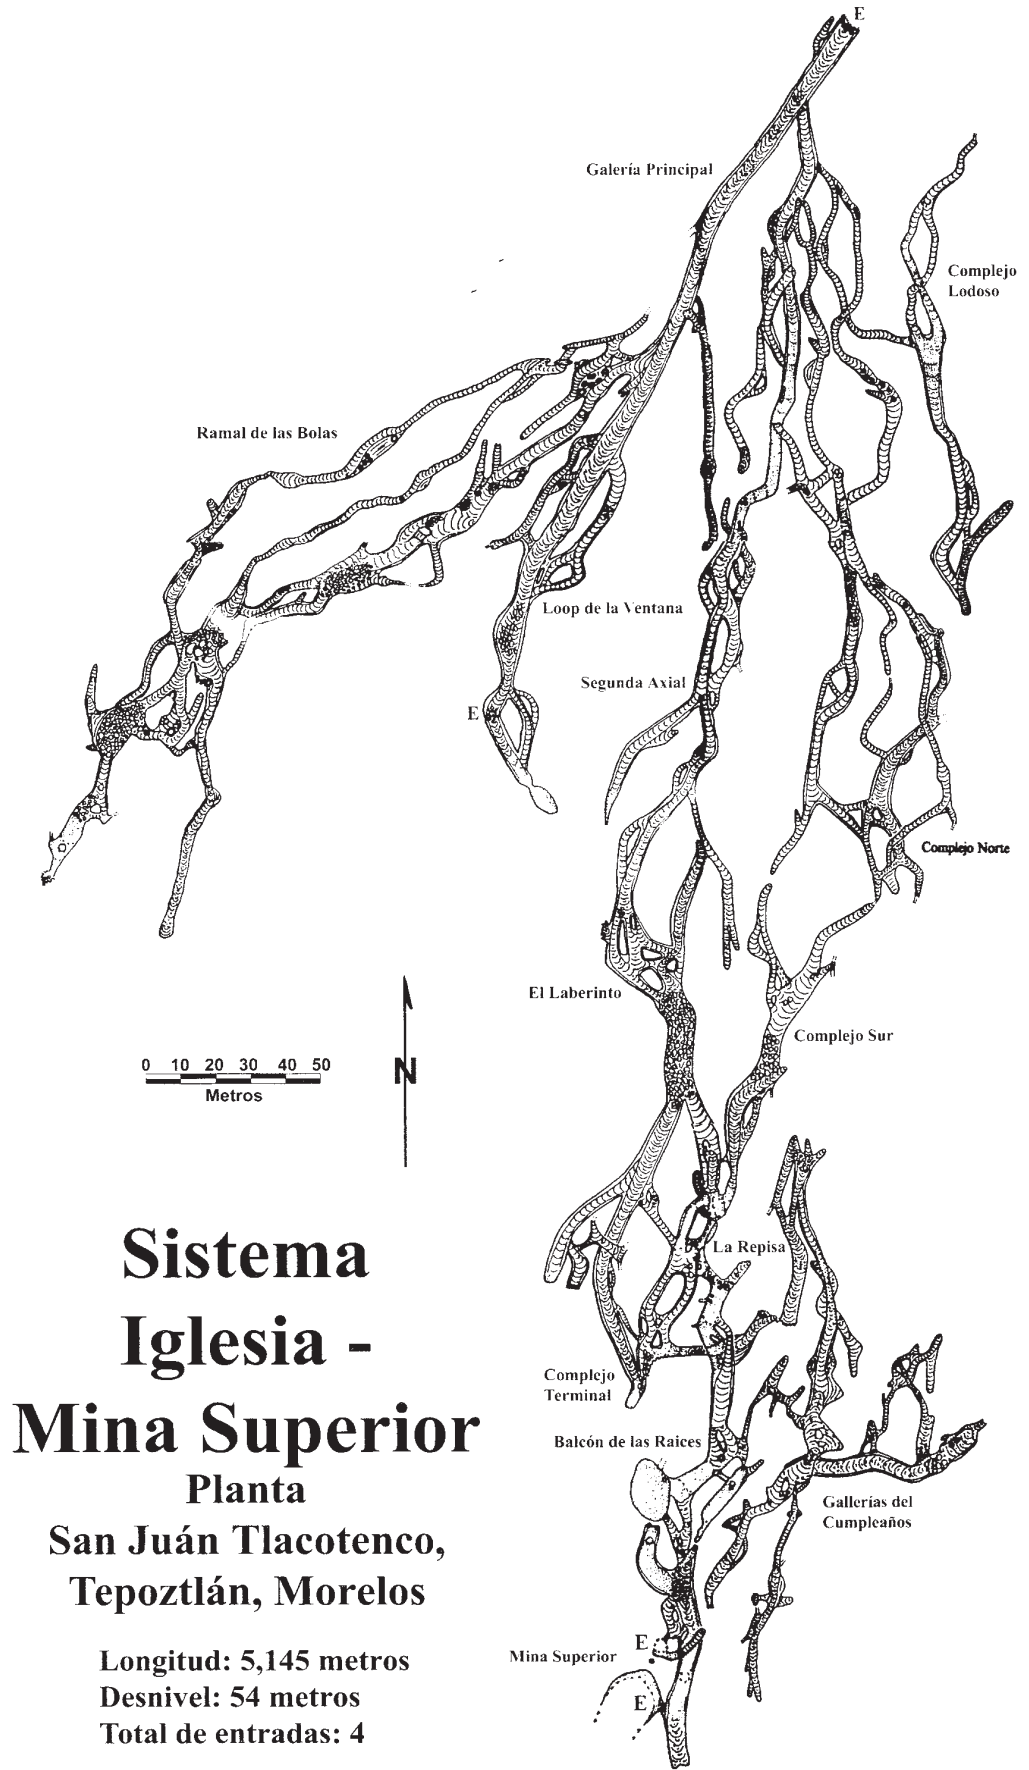 E
Galería Principal
Complejo
Lodoso
Ramal de las Bolas
Loop de la Ventana
Segunda Axial
E
Complejo Norte
El Laberinto
Complejo Sur
0 10 20 30 40 50
Metros
N
La Repisa
Complejo
Terminal
Balcón de las Raices
Gallerías del
Cumpleaños
E
Mina Superior
E
Sistema
Iglesia -
Mina Superior
Planta
San Juán Tlacotenco,
Tepoztlán, Morelos
Longitud: 5,145 metros
Desnivel: 54 metros
Total de entradas: 4